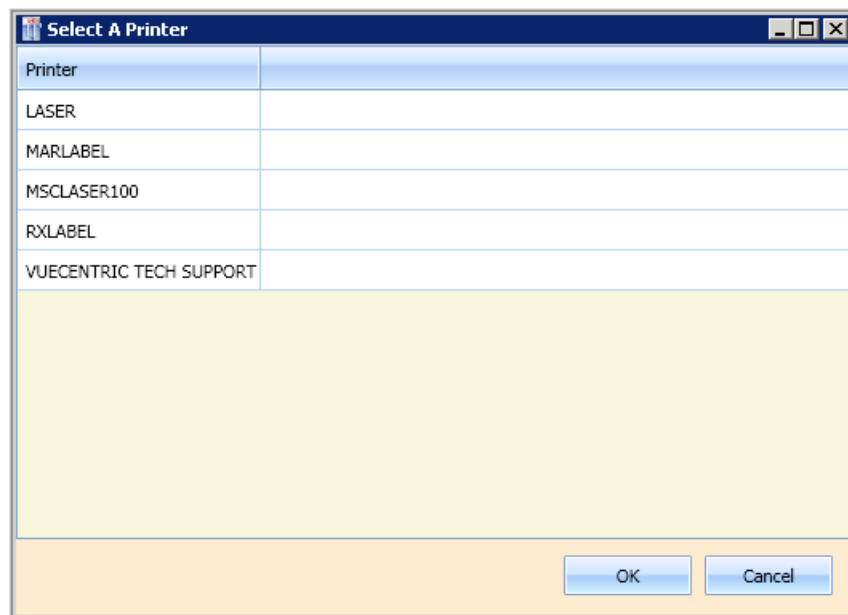 Select A Printer
Printer
LASER
MARLABEL
MSCLASER100
RXLABEL
VUECENTRIC TECH SUPPORT
OK Cancel